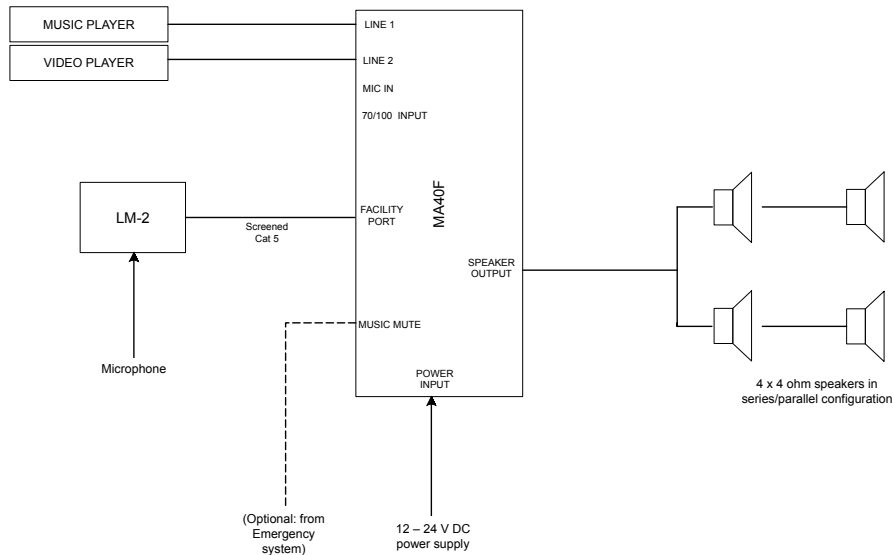 MUSIC PLAYER
VIDEO PLAYER
LINE 1
LINE 2
MIC IN
70/100 INPUT
MA40F
LM-2
Screened
Cat 5
FACILITY
PORT
SPEAKER
OUTPUT
MUSIC MUTE
Microphone
POWER
INPUT
4 x 4 ohm speakers in
series/parallel configuration
(Optional: from
Emergency
system)
12 – 24 V DC
power supply